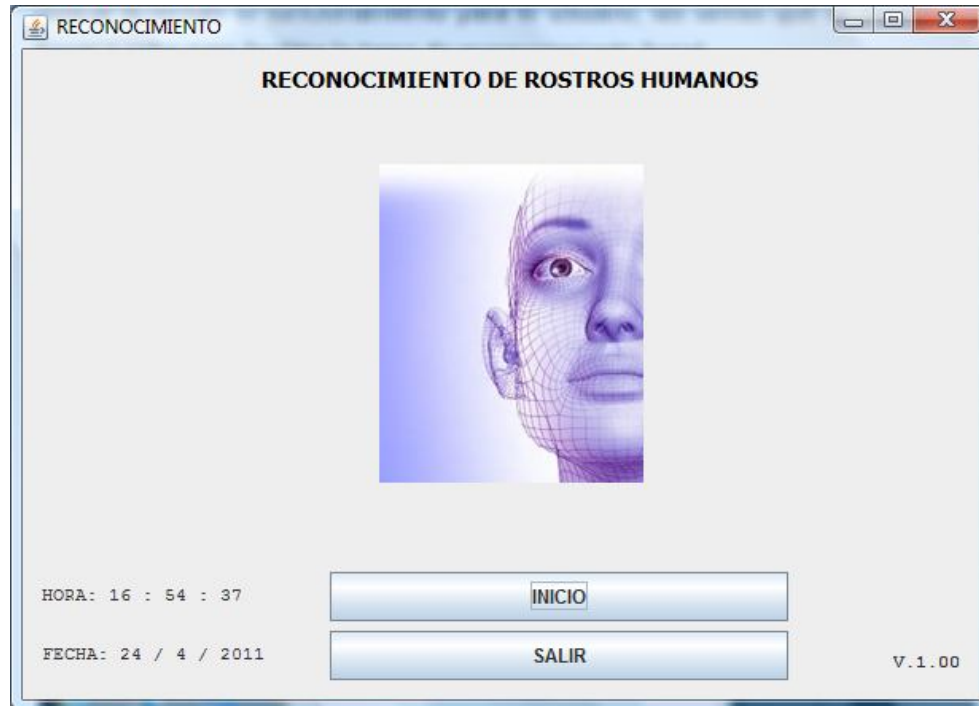 RECONOCIMIENTO
RECONOCIMIENTO DE ROSTROS HUMANOS
HORA: 16 : 54 : 37
INICIO
FECHA: 24 / 4 / 2011
SALIR
V.1.00